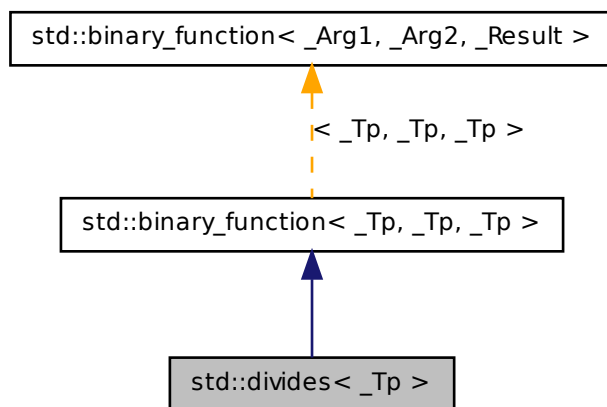 std::binary_function< _Arg1, _Arg2, _Result >
< _Tp, _Tp, _Tp >
std::binary_function< _Tp, _Tp, _Tp >
std::divides< _Tp >